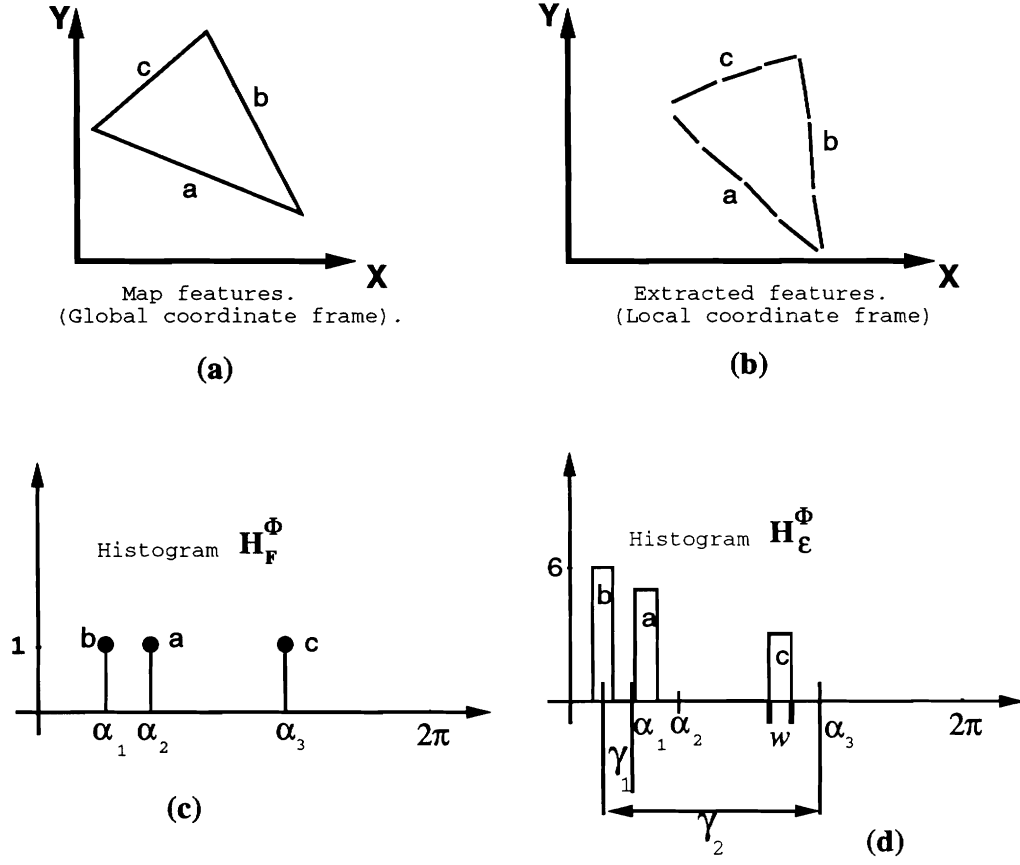 Y
c
b
a
X
Map features.
(Global coordinate frame).
(a)
Y
c
b
a
X
Extracted features.
(Local coordinate frame)
(b)
Histogram H_F^Φ
1
b
a
c
α₁
α₂
α₃
2π
(c)
Histogram H_ε^Φ
6
b
a
c
α₁
α₂
w
α₃
2π
γ₁
γ₂
(d)